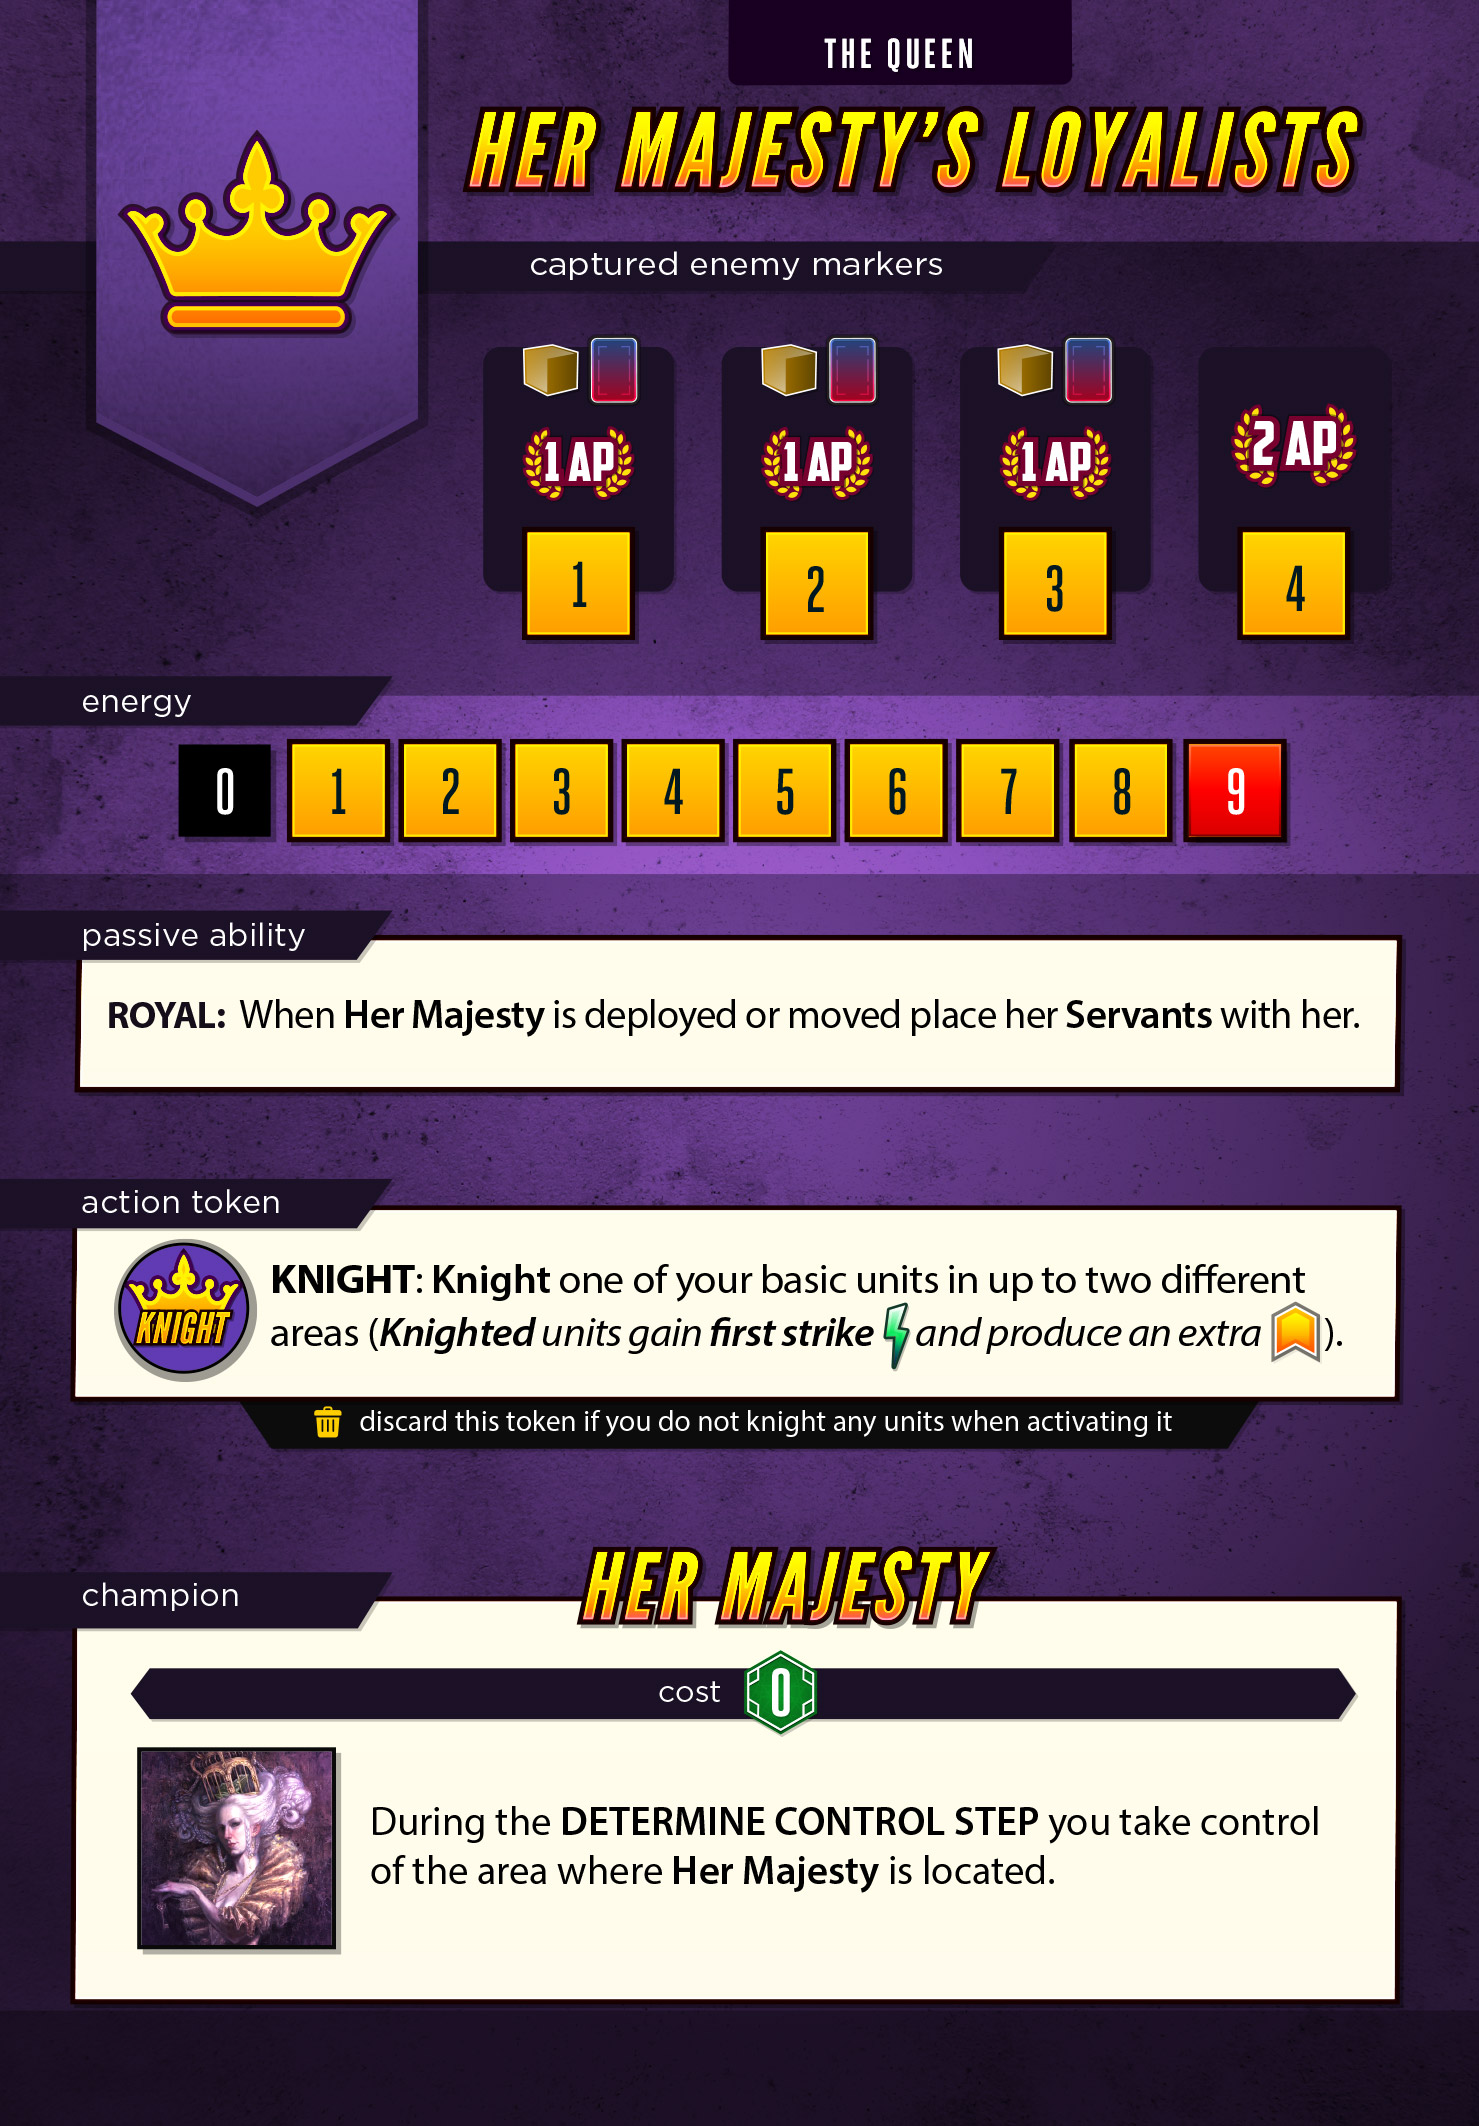 THE QUEEN
HER MAJESTY'S LOYALISTS
captured enemy markers
1 AP 1 AP 1 AP 2 AP
1 2 3 4
energy
0 1 2 3 4 5 6 7 8 9
passive ability
ROYAL: When Her Majesty is deployed or moved place her Servants with her.
action token
KNIGHT
KNIGHT: Knight one of your basic units in up to two different
areas (Knighted units gain first strike and produce an extra ).
discard this token if you do not knight any units when activating it
HER MAJESTY
champion
cost 0
During the DETERMINE CONTROL STEP you take control
of the area where Her Majesty is located.